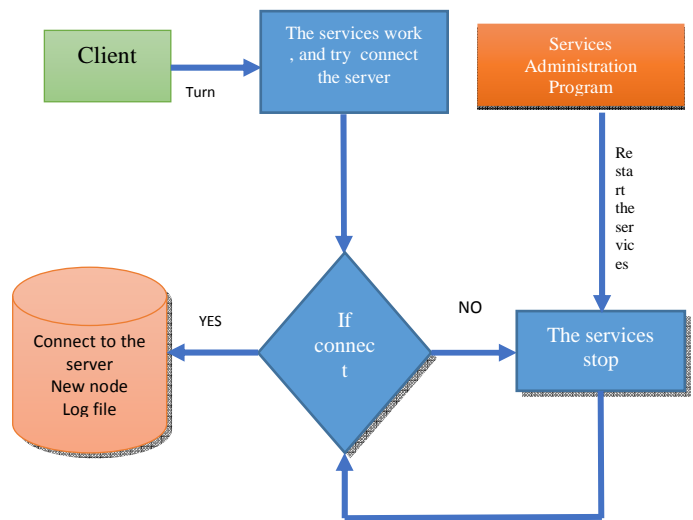 Client
Turn
The services work
, and try connect
the server
Services
Administration
Program
Re
sta
rt
the
ser
vic
es
YES
If
connec
t
NO
The services
stop
Connect to the
server
New node
Log file